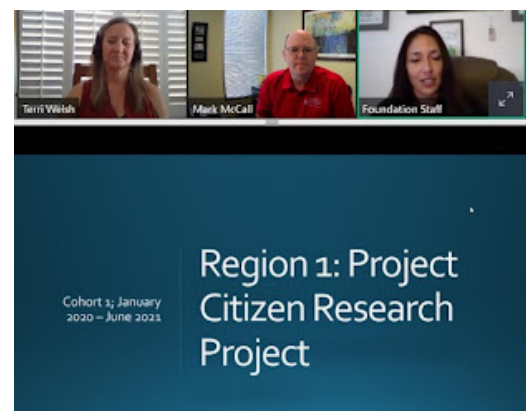 Terri Welsh
Mark McCall
Foundation Staff
Cohort 1; January
2020 – June 2021
Region 1: Project
Citizen Research
Project